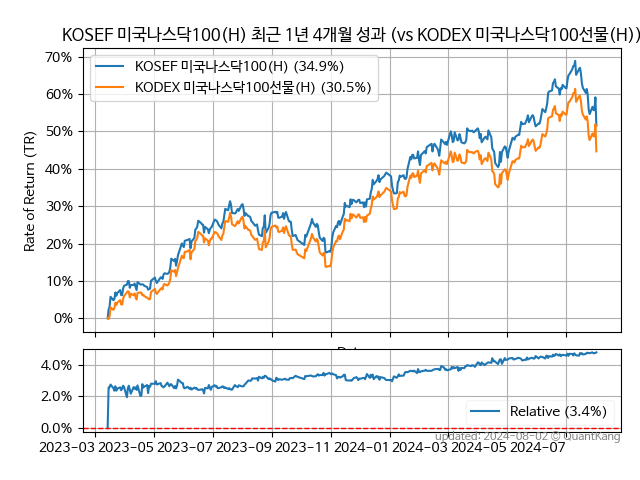 KOSEF 미국나스닥100(H) 최근 1년 4개월 성과 (vs KODEX 미국나스닥100선물(H))
70%
60%
50%
40%
30%
20%
10%
0%
Rate of Return (TR)
KOSEF 미국나스닥100(H) (34.9%)
KODEX 미국나스닥100선물(H) (30.5%)
4.0%
2.0%
0.0%
Relative (3.4%)
2023-03 2023-05 2023-07 2023-09 2023-11 2024-01 2024-03 2024-05 2024-07
updated: 2024-08-02 © QuantKang